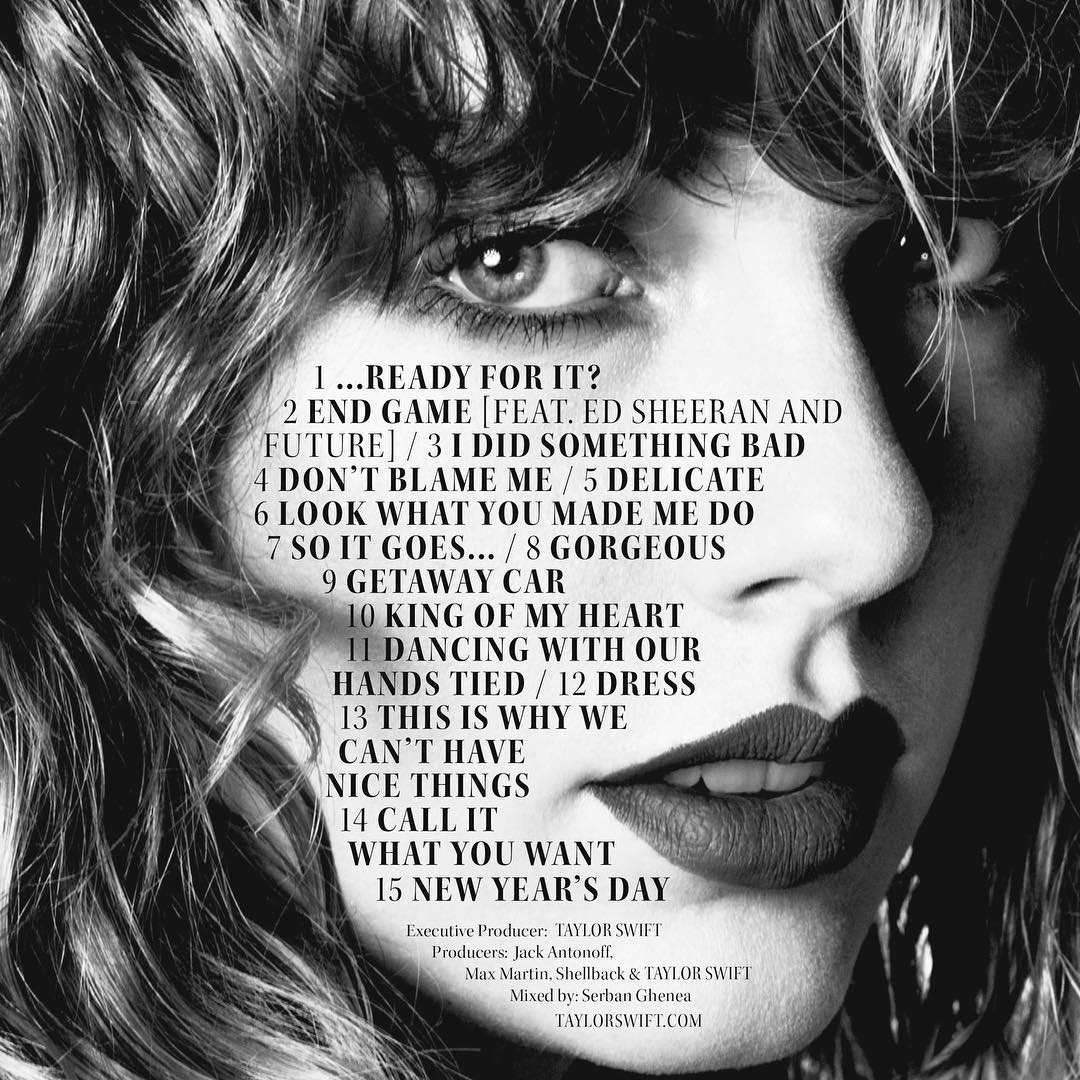 1 ...READY FOR IT?
2 END GAME [FEAT. ED SHEERAN AND
FUTURE] / 3 I DID SOMETHING BAD
4 DON'T BLAME ME / 5 DELICATE
6 LOOK WHAT YOU MADE ME DO
7 SO IT GOES... / 8 GORGEOUS
9 GETAWAY CAR
10 KING OF MY HEART
11 DANCING WITH OUR
HANDS TIED / 12 DRESS
13 THIS IS WHY WE
CAN'T HAVE
NICE THINGS
14 CALL IT
WHAT YOU WANT
15 NEW YEAR'S DAY
Executive Producer: TAYLOR SWIFT
Producers: Jack Antonoff,
Max Martin, Shellback & TAYLOR SWIFT
Mixed by: Serban Ghenea
TAYLORSWIFT.COM